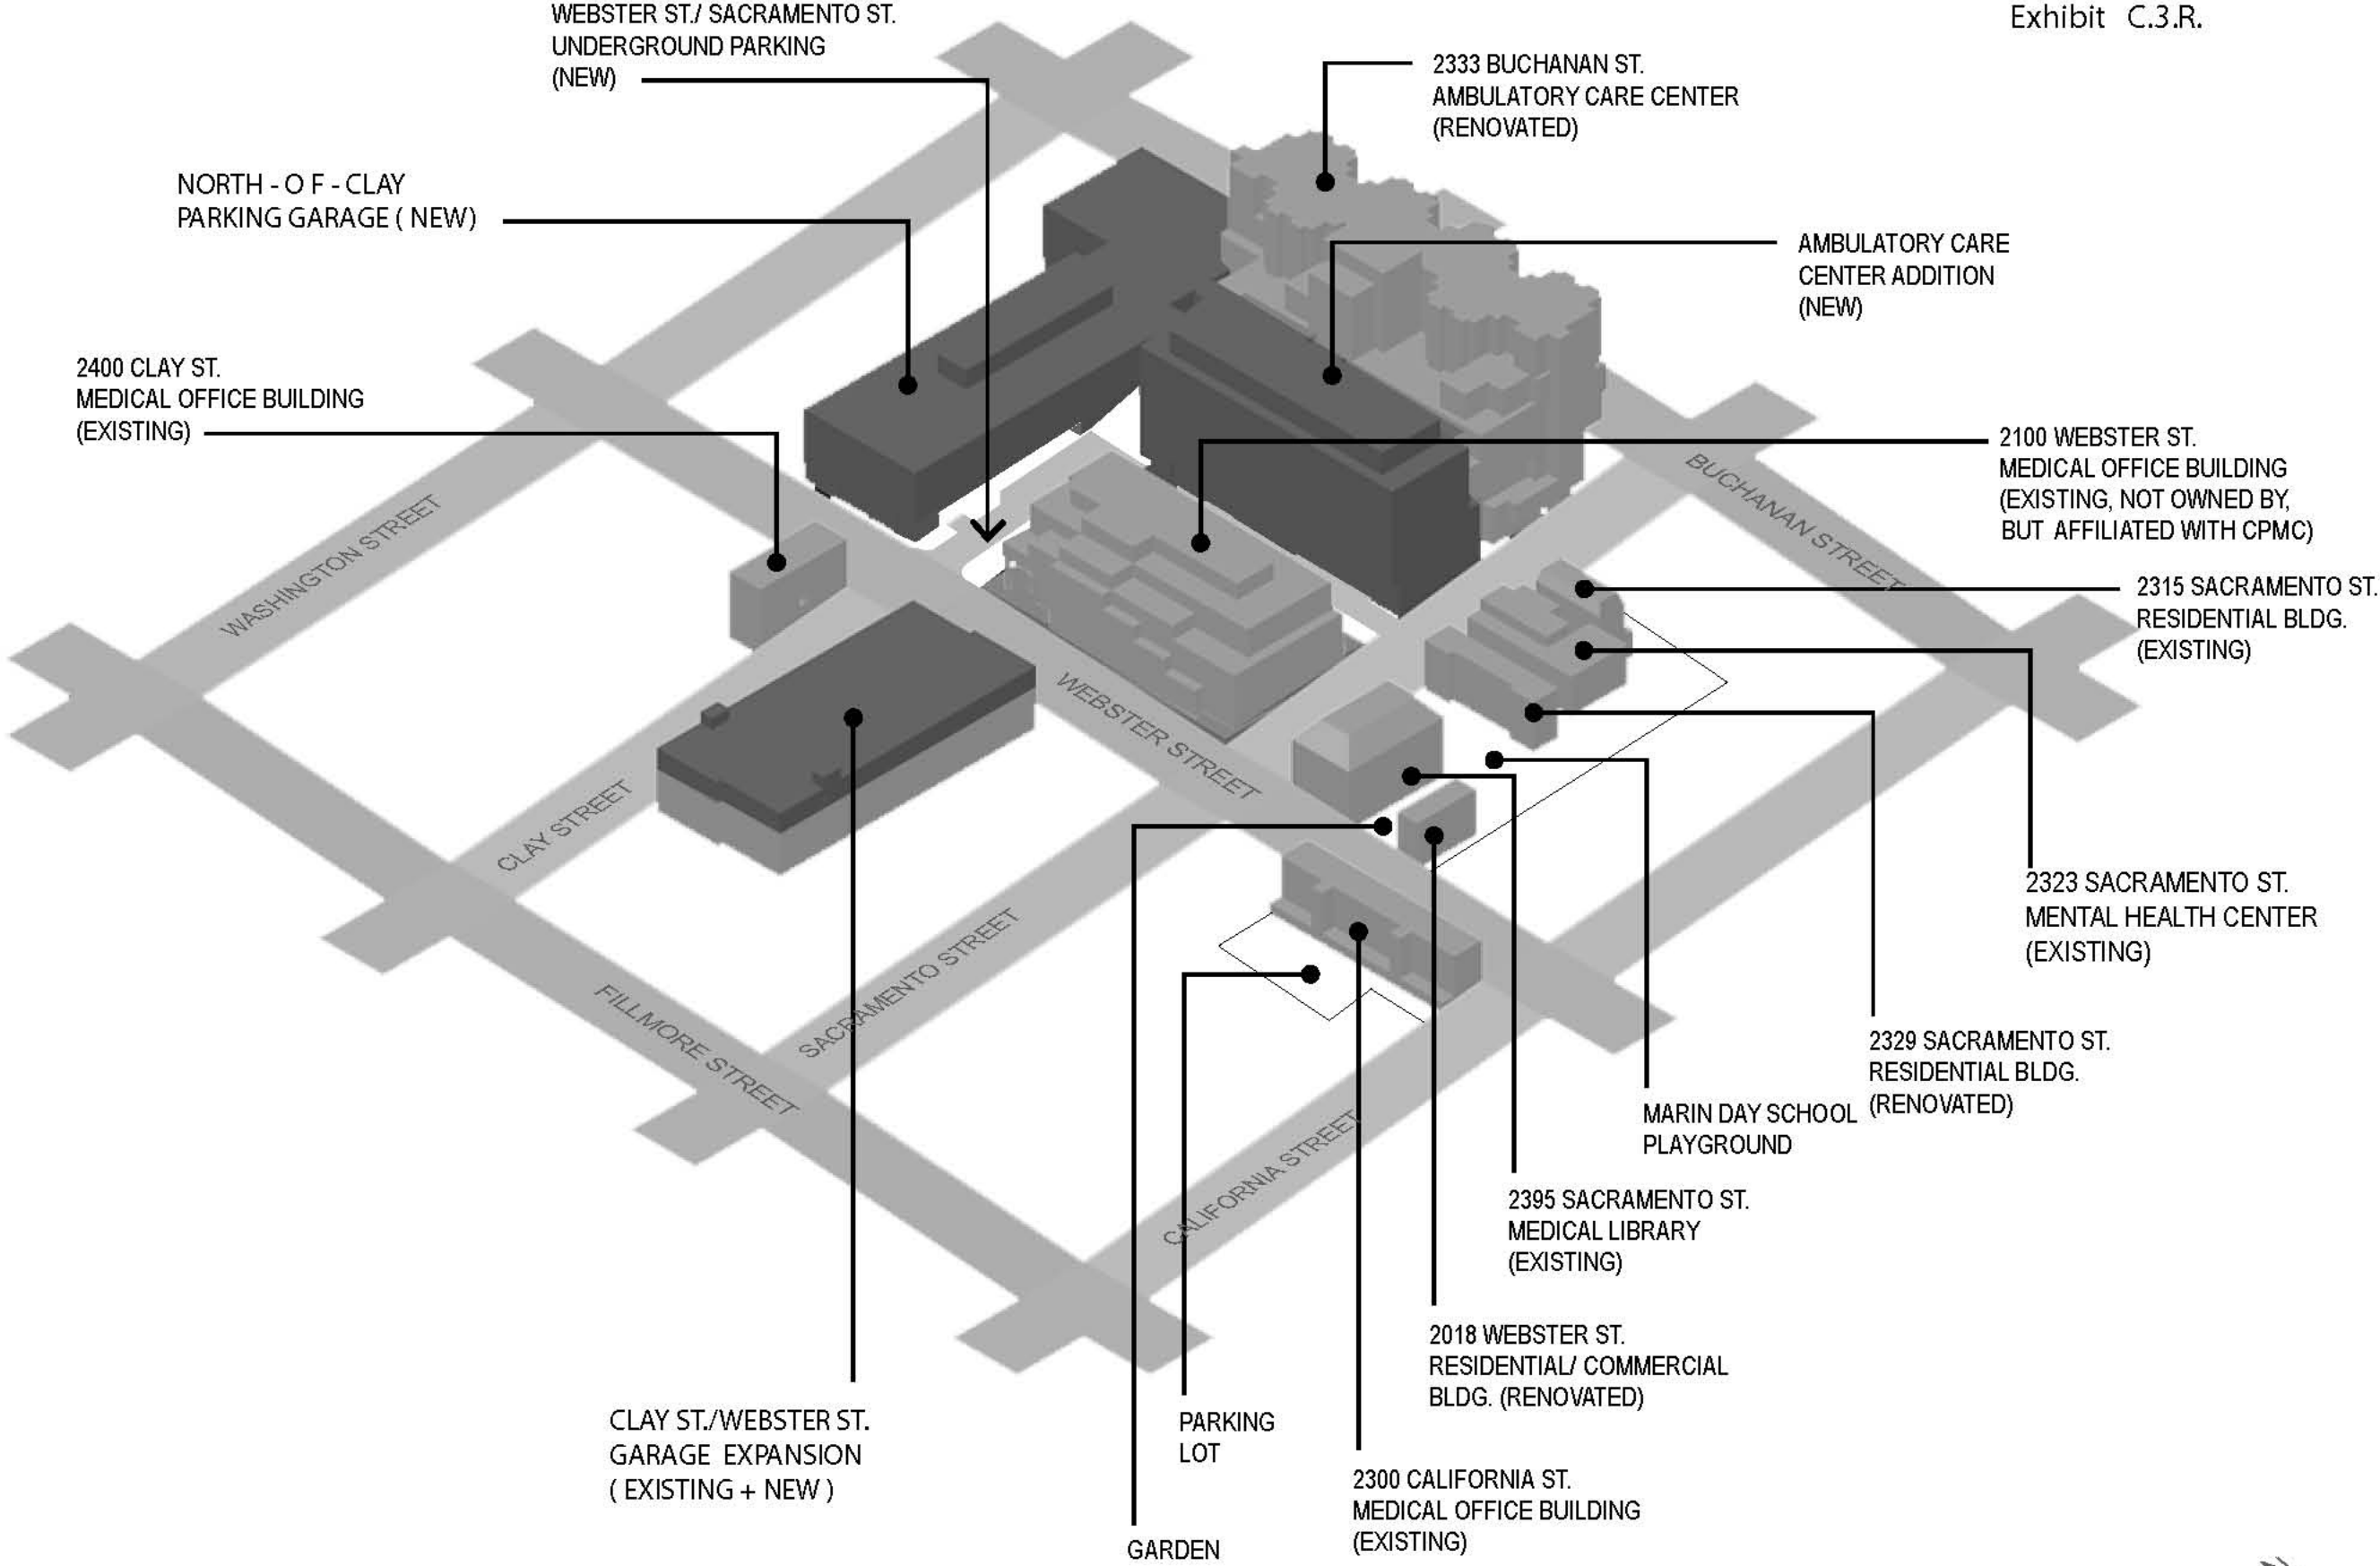 Exhibit C.3.R.
WEBSTER ST./ SACRAMENTO ST.
UNDERGROUND PARKING
(NEW)
2333 BUCHANAN ST.
AMBULATORY CARE CENTER
(RENOVATED)
NORTH - O F - CLAY
PARKING GARAGE ( NEW)
AMBULATORY CARE
CENTER ADDITION
(NEW)
2400 CLAY ST.
MEDICAL OFFICE BUILDING
(EXISTING)
2100 WEBSTER ST.
MEDICAL OFFICE BUILDING
(EXISTING, NOT OWNED BY,
BUT AFFILIATED WITH CPMC)
BUCHANAN STREET
WASHINGTON STREET
2315 SACRAMENTO ST.
RESIDENTIAL BLDG.
(EXISTING)
WEBSTER STREET
CLAY STREET
2323 SACRAMENTO ST.
MENTAL HEALTH CENTER
(EXISTING)
SACRAMENTO STREET
FILLMORE STREET
2329 SACRAMENTO ST.
RESIDENTIAL BLDG.
(RENOVATED)
MARIN DAY SCHOOL
PLAYGROUND
CALIFORNIA STREET
2395 SACRAMENTO ST.
MEDICAL LIBRARY
(EXISTING)
2018 WEBSTER ST.
RESIDENTIAL/ COMMERCIAL
BLDG. (RENOVATED)
CLAY ST./WEBSTER ST.
GARAGE EXPANSION
( EXISTING + NEW )
PARKING
LOT
2300 CALIFORNIA ST.
MEDICAL OFFICE BUILDING
(EXISTING)
GARDEN